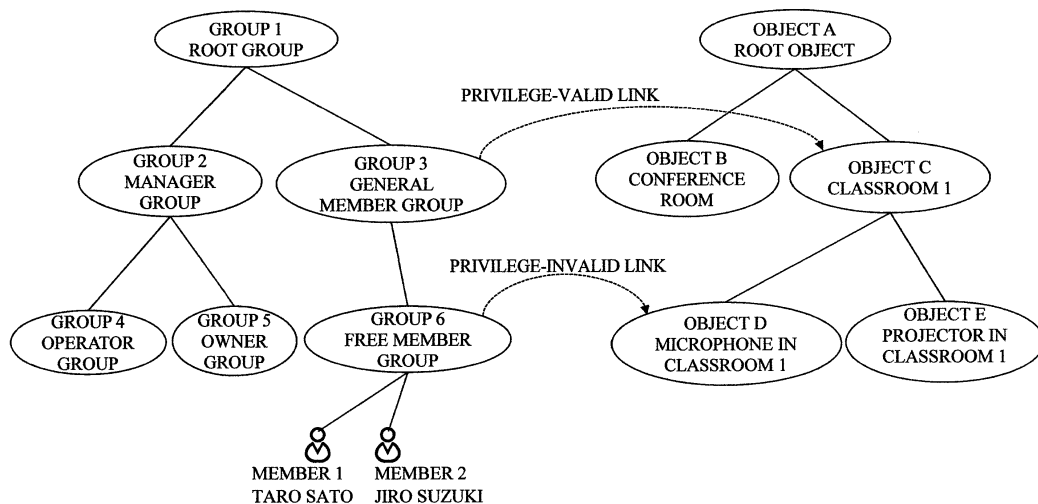 GROUP 1
ROOT GROUP
OBJECT A
ROOT OBJECT
PRIVILEGE-VALID LINK
GROUP 2
MANAGER
GROUP
GROUP 3
GENERAL
MEMBER GROUP
OBJECT B
CONFERENCE
ROOM
OBJECT C
CLASSROOM 1
PRIVILEGE-INVALID LINK
GROUP 4
OPERATOR
GROUP
GROUP 5
OWNER
GROUP
GROUP 6
FREE MEMBER
GROUP
OBJECT D
MICROPHONE IN
CLASSROOM 1
OBJECT E
PROJECTOR IN
CLASSROOM 1
MEMBER 1
TARO SATO
MEMBER 2
JIRO SUZUKI